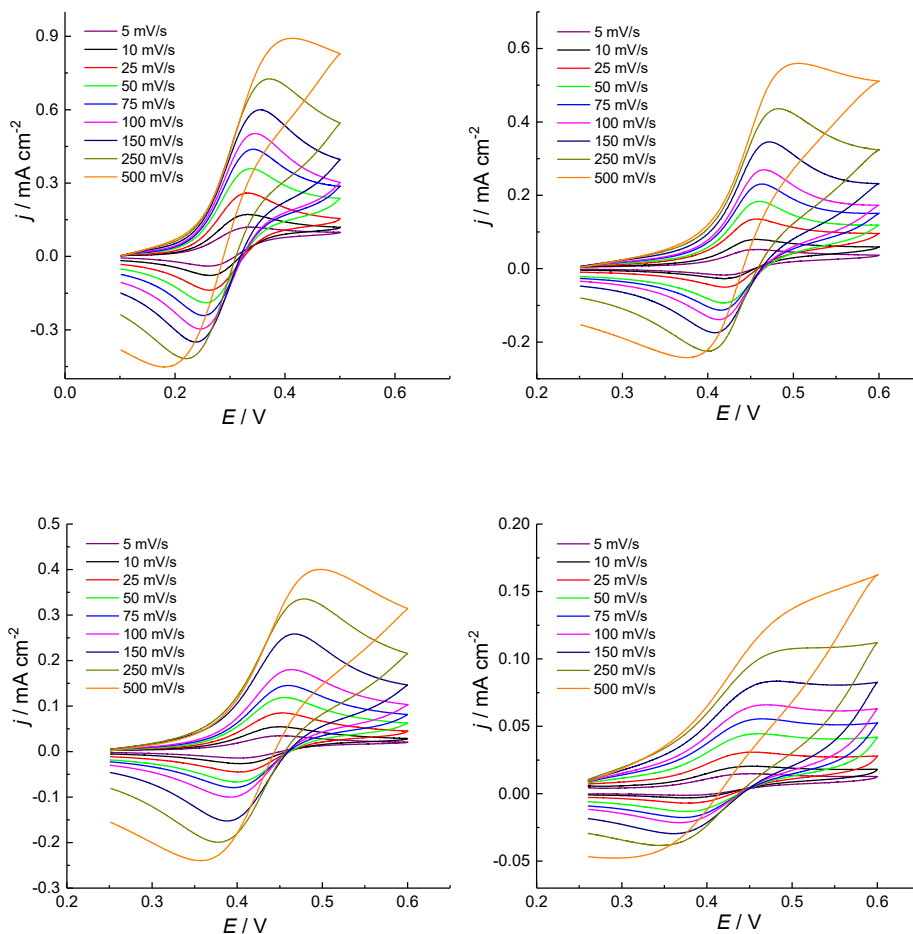 0.9
0.6
0.3
0.0
-0.3
j / mA cm-2
5 mV/s
10 mV/s
25 mV/s
50 mV/s
75 mV/s
100 mV/s
150 mV/s
250 mV/s
500 mV/s
0.0
0.2
0.4
0.6
E / V
0.6
0.4
0.2
0.0
-0.2
j / mA cm-2
5 mV/s
10 mV/s
25 mV/s
50 mV/s
75 mV/s
100 mV/s
150 mV/s
250 mV/s
500 mV/s
0.2
0.3
0.4
0.5
0.6
E / V
0.5
0.4
0.3
0.2
0.1
0.0
-0.1
-0.2
-0.3
j / mA cm-2
5 mV/s
10 mV/s
25 mV/s
50 mV/s
75 mV/s
100 mV/s
150 mV/s
250 mV/s
500 mV/s
0.2
0.3
0.4
0.5
0.6
E / V
0.20
0.15
0.10
0.05
0.00
-0.05
j / mA cm-2
5 mV/s
10 mV/s
25 mV/s
50 mV/s
75 mV/s
100 mV/s
150 mV/s
250 mV/s
500 mV/s
0.2
0.3
0.4
0.5
0.6
E / V